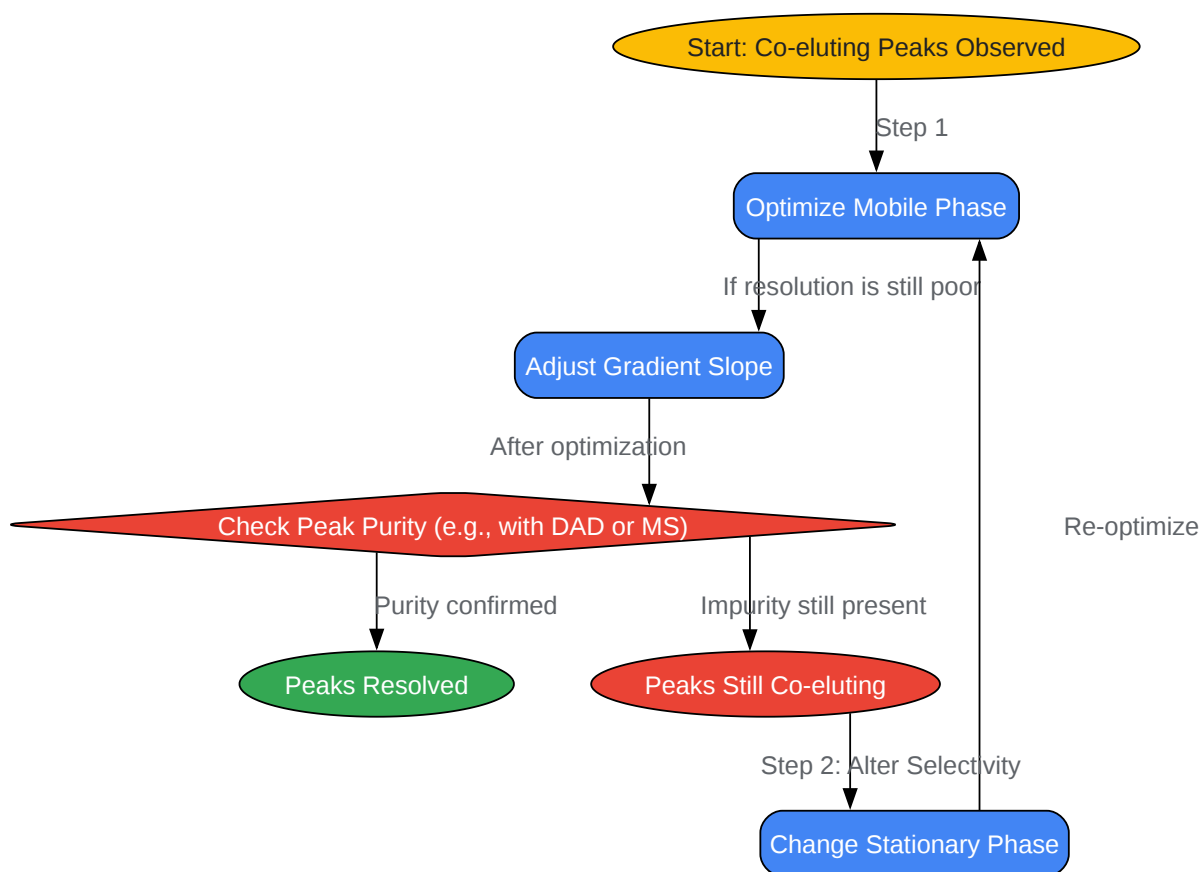 Start: Co-eluting Peaks Observed
Step 1
Optimize Mobile Phase
If resolution is still poor
Adjust Gradient Slope
After optimization
Check Peak Purity (e.g., with DAD or MS)
Re-optimize
Purity confirmed
Impurity still present
Peaks Resolved
Peaks Still Co-eluting
Step 2: Alter Selectivity
Change Stationary Phase